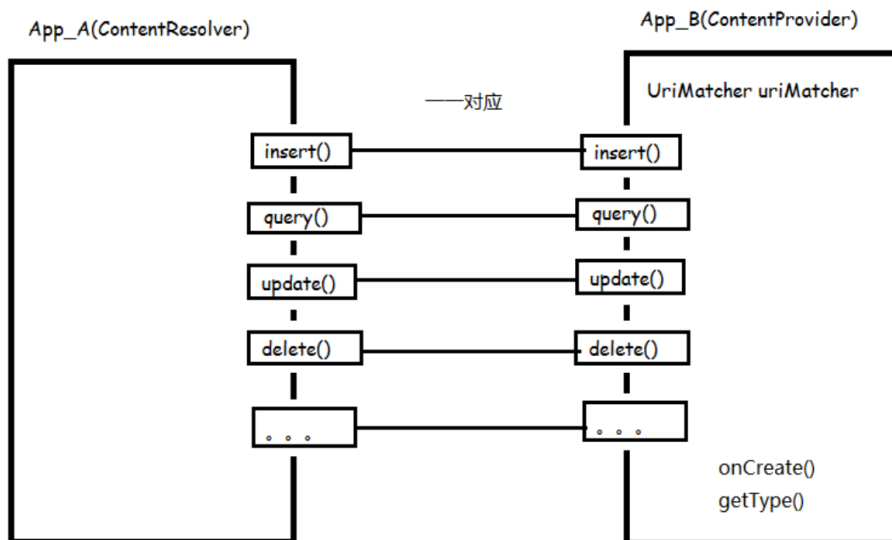 App_A(ContentResolver)
App_B(ContentProvider)
UriMatcher uriMatcher
一一对应
insert()
insert()
query()
query()
update()
update()
delete()
delete()
。。。
。。。
onCreate()
getType()